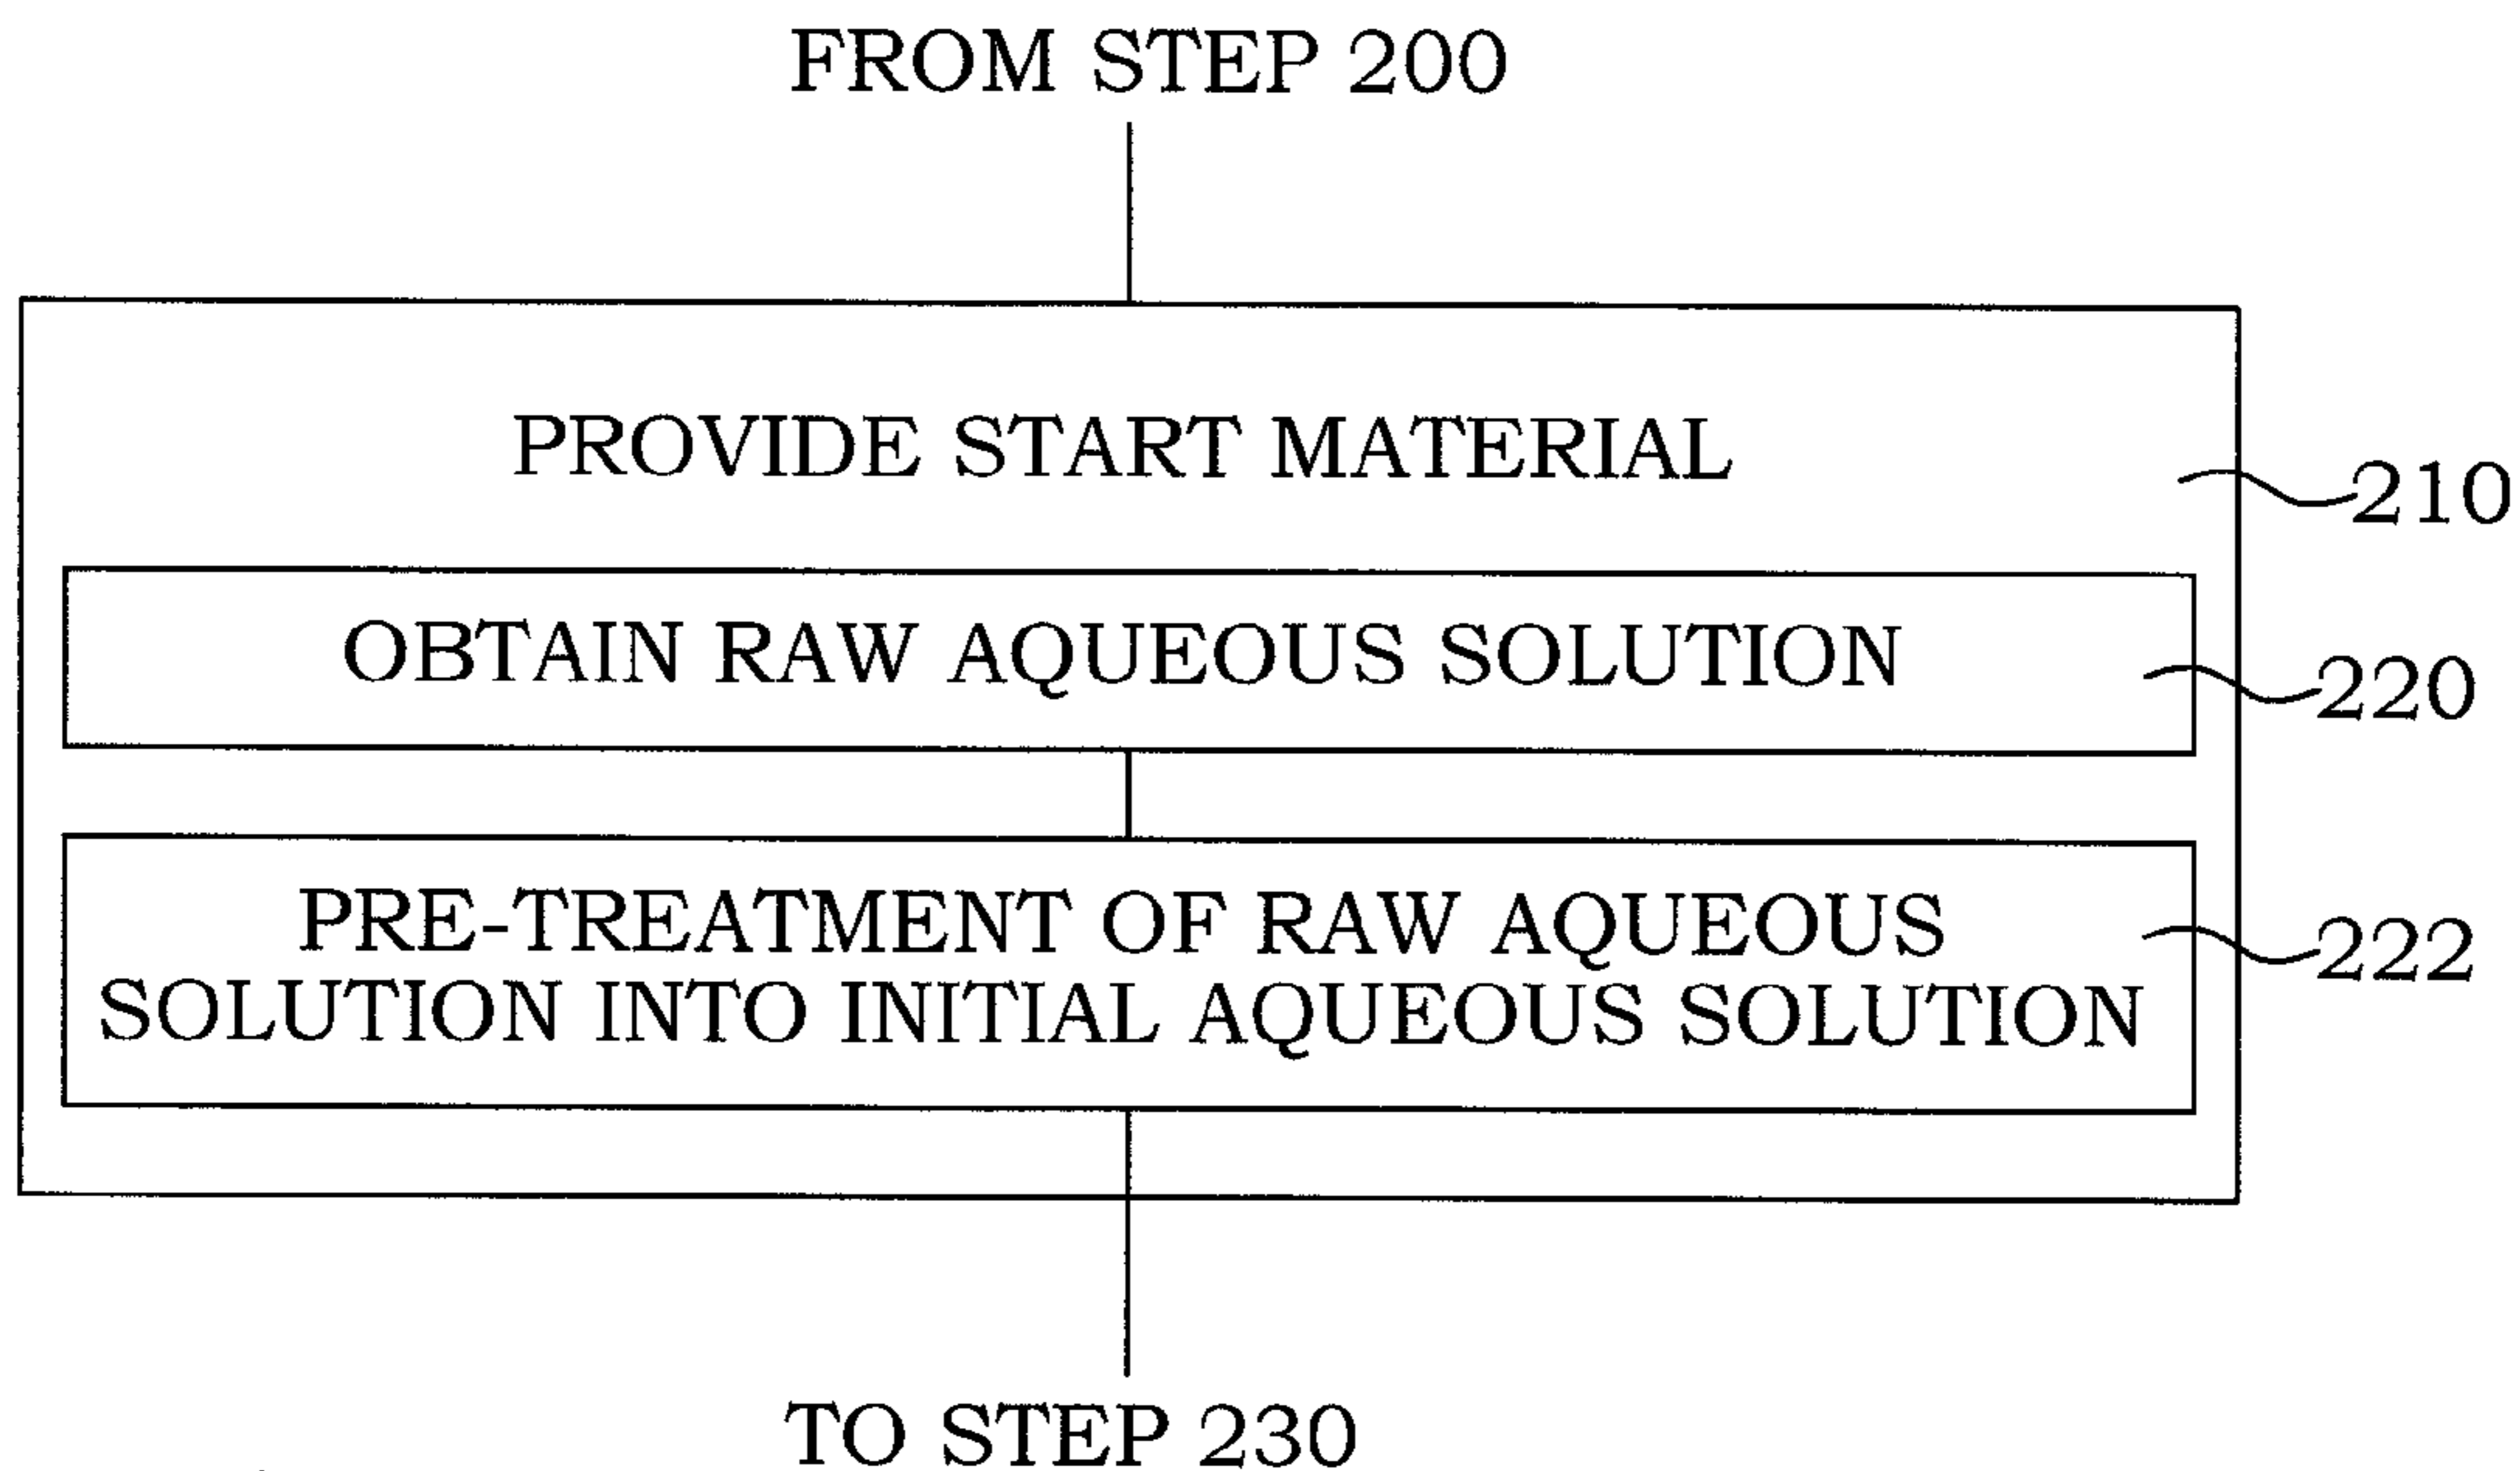 FROM STEP 200
PROVIDE START MATERIAL
210
OBTAIN RAW AQUEOUS SOLUTION
220
PRE-TREATMENT OF RAW AQUEOUS
222
SOLUTION INTO INITIAL AQUEOUS SOLUTION
TO STEP 230